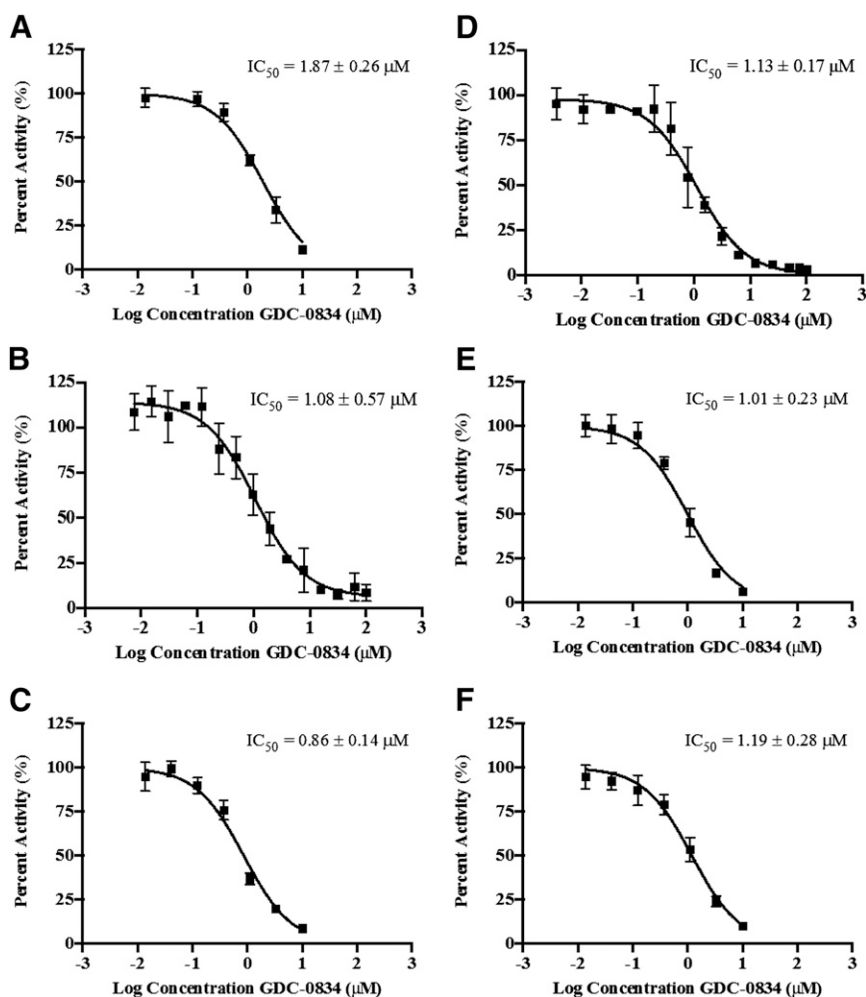 A
IC50 = 1.87 ± 0.26 μM
Percent Activity (%)
125
100
75
50
25
0
-3 -2 -1 0 1 2 3
Log Concentration GDC-0834 (μM)
B
IC50 = 1.08 ± 0.57 μM
Percent Activity (%)
125
100
75
50
25
0
-3 -2 -1 0 1 2 3
Log Concentration GDC-0834 (μM)
C
IC50 = 0.86 ± 0.14 μM
Percent Activity (%)
125
100
75
50
25
0
-3 -2 -1 0 1 2 3
Log Concentration GDC-0834 (μM)
D
IC50 = 1.13 ± 0.17 μM
Percent Activity (%)
125
100
75
50
25
0
-3 -2 -1 0 1 2 3
Log Concentration GDC-0834 (μM)
E
IC50 = 1.01 ± 0.23 μM
Percent Activity (%)
125
100
75
50
25
0
-3 -2 -1 0 1 2 3
Log Concentration GDC-0834 (μM)
F
IC50 = 1.19 ± 0.28 μM
Percent Activity (%)
125
100
75
50
25
0
-3 -2 -1 0 1 2 3
Log Concentration GDC-0834 (μM)